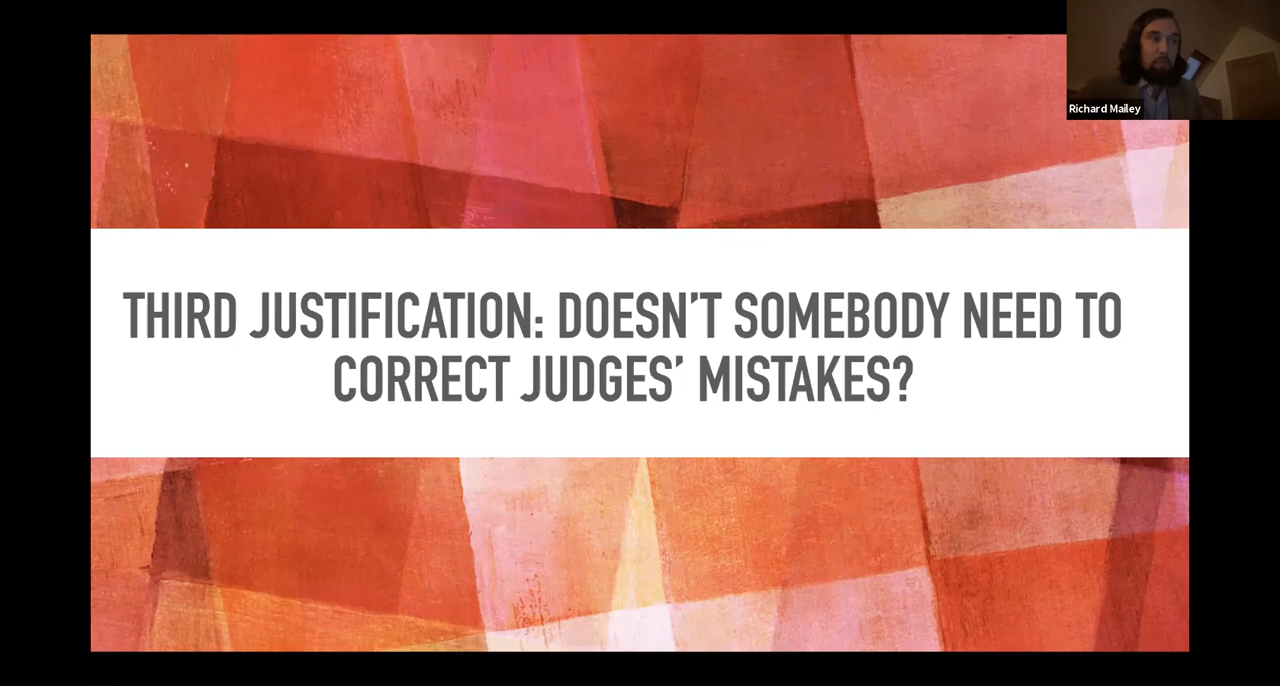 Richard Mailey
THIRD JUSTIFICATION: DOESN’T SOMEBODY NEED TO
CORRECT JUDGES’ MISTAKES?